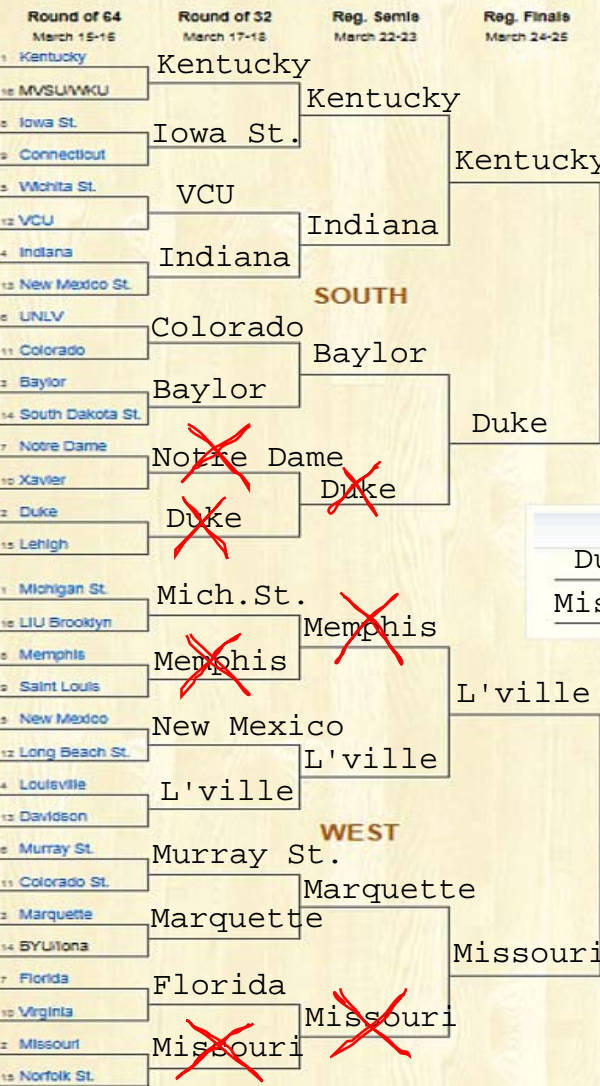 Round of 64 Round of 32 Reg. Semis Reg. Finals
March 15-16 March 17-18 March 22-23 March 24-25
1 Kentucky
Kentucky
16 MVSU/WKU
Kentucky
8 Iowa St.
Iowa St.
9 Connecticut
Kentucky
5 Wichita St.
VCU
12 VCU
Indiana
4 Indiana
Indiana
13 New Mexico St.
SOUTH
6 UNLV
Colorado
11 Colorado
Baylor
3 Baylor
Baylor
14 South Dakota St.
Duke
7 Notre Dame
Notre Dame
10 Xavier
Duke
2 Duke
Duke
15 Lehigh
Du
Mis
1 Michigan St.
Mich.St.
16 LIU Brooklyn
Memphis
8 Memphis
Memphis
9 Saint Louis
L'ville
5 New Mexico
New Mexico
12 Long Beach St.
L'ville
4 Louisville
L'ville
13 Davidson
WEST
6 Murray St.
Murray St.
11 Colorado St.
Marquette
3 Marquette
Marquette
14 BYU/Iona
Missouri
7 Florida
Florida
10 Virginia
Missouri
2 Missouri
Missouri
15 Norfolk St.